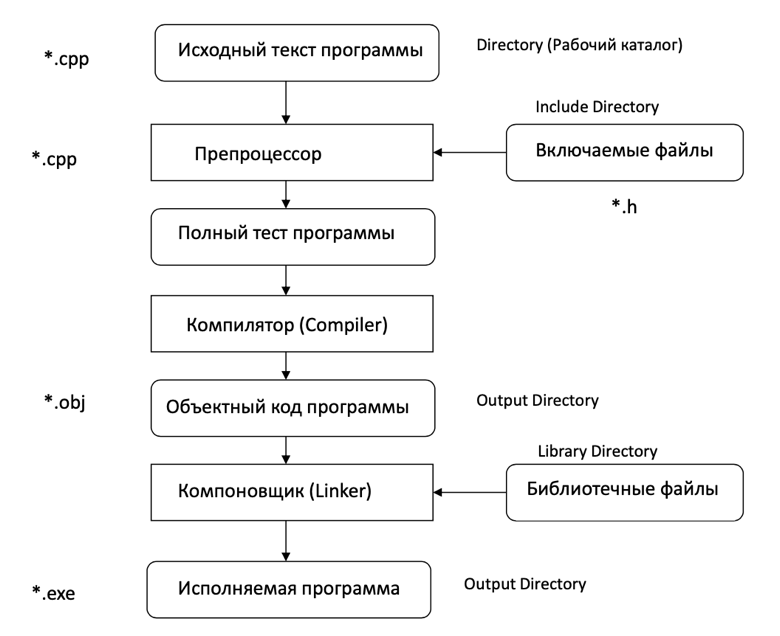 *.cpp
Исходный текст программы
Directory (Рабочий каталог)
Include Directory
*.cpp
Препроцессор
Включаемые файлы
*.h
Полный тест программы
Компилятор (Compiler)
*.obj
Объектный код программы
Output Directory
Library Directory
Компоновщик (Linker)
Библиотечные файлы
*.exe
Исполняемая программа
Output Directory